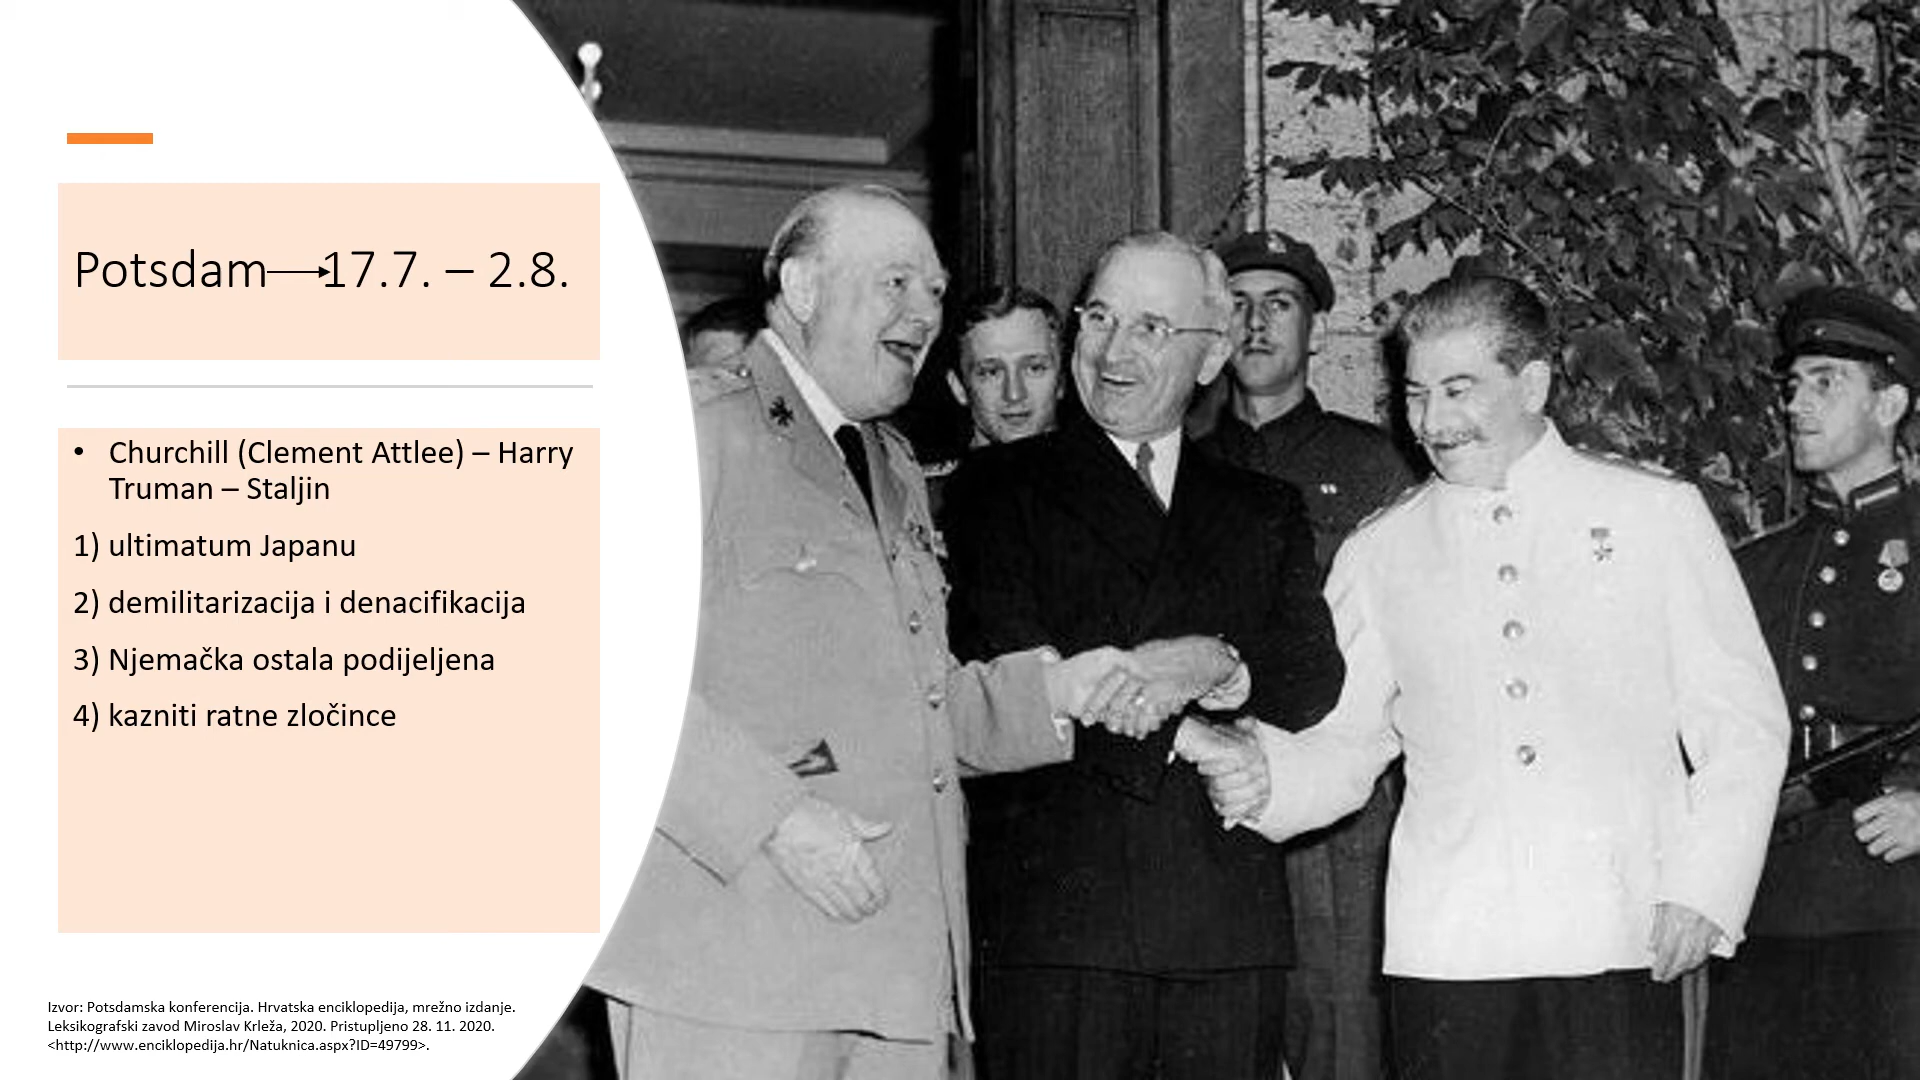 Potsdam→17.7. – 2.8.
• Churchill (Clement Attlee) – Harry
Truman – Staljin
1) ultimatum Japanu
2) demilitarizacija i denacifikacija
3) Njemačka ostala podijeljena
4) kazniti ratne zločince
Izvor: Potsdamska konferencija. Hrvatska enciklopedija, mrežno izdanje.
Leksikografski zavod Miroslav Krleža, 2020. Pristupljeno 28. 11. 2020.
<http://www.enciklopedija.hr/Natuknica.aspx?ID=49799>.